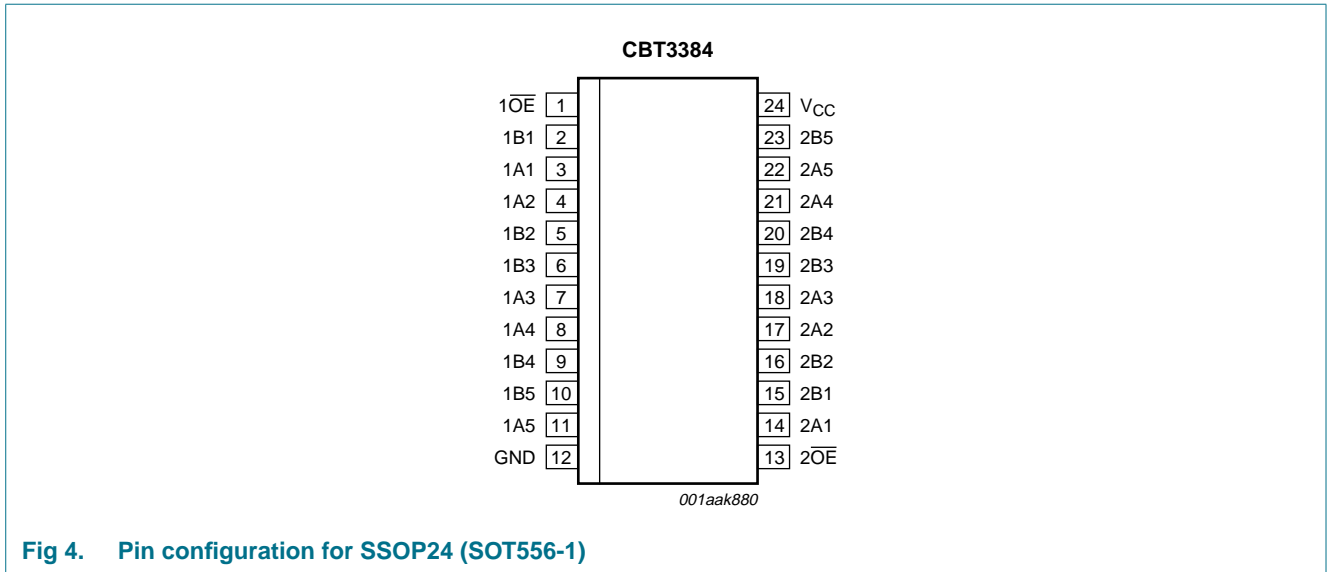 CBT3384
1O̅E̅ 1 24 VCC
1B1 2 23 2B5
1A1 3 22 2A5
1A2 4 21 2A4
1B2 5 20 2B4
1B3 6 19 2B3
1A3 7 18 2A3
1A4 8 17 2A2
1B4 9 16 2B2
1B5 10 15 2B1
1A5 11 14 2A1
GND 12 13 2O̅E̅
001aak880
Fig 4. Pin configuration for SSOP24 (SOT556-1)